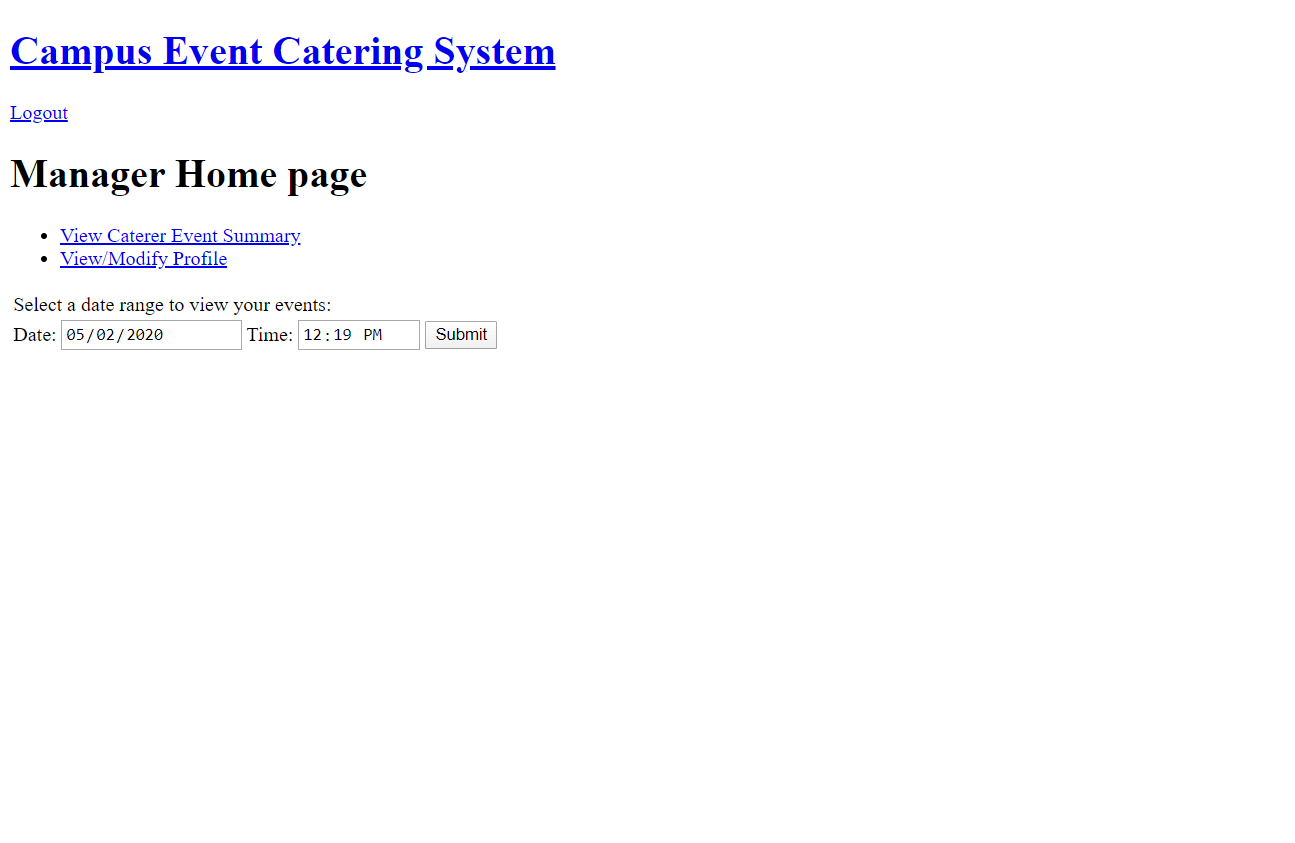 Campus Event Catering System
Logout
Manager Home page
View Caterer Event Summary
View/Modify Profile
Select a date range to view your events:
Date: 05/02/2020 Time: 12:19 PM Submit